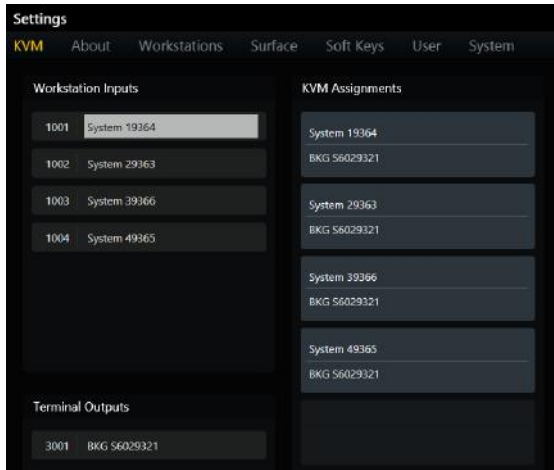 Settings
KVM About Workstations Surface Soft Keys User System
Workstation Inputs
1001 System 19364
1002 System 29363
1003 System 39366
1004 System 49365
Terminal Outputs
3001 BKG S6029321
KVM Assignments
System 19364
BKG S6029321
System 29363
BKG S6029321
System 39366
BKG S6029321
System 49365
BKG S6029321